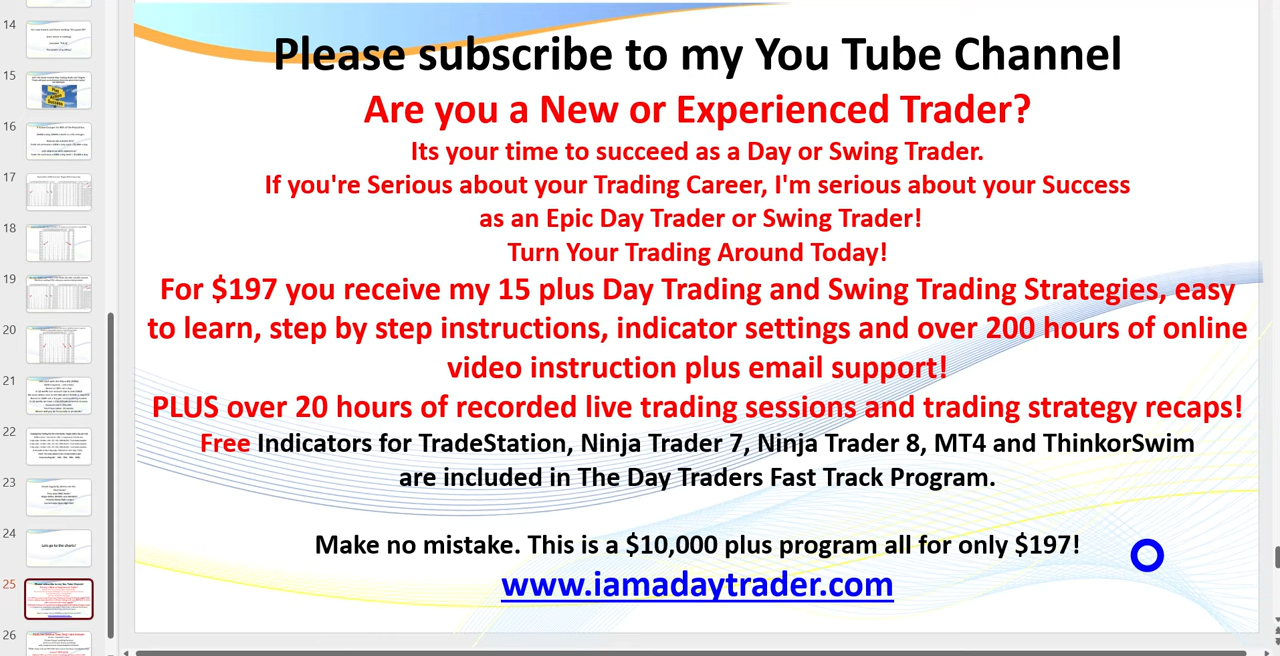 Please subscribe to my You Tube Channel
Are you a New or Experienced Trader?
Its your time to succeed as a Day or Swing Trader.
If you're Serious about your Trading Career, I'm serious about your Success
as an Epic Day Trader or Swing Trader!
Turn Your Trading Around Today!
For $197 you receive my 15 plus Day Trading and Swing Trading Strategies, easy
to learn, step by step instructions, indicator settings and over 200 hours of online
video instruction plus email support!
PLUS over 20 hours of recorded live trading sessions and trading strategy recaps!
Free Indicators for TradeStation, Ninja Trader 7, Ninja Trader 8, MT4 and ThinkorSwim
are included in The Day Traders Fast Track Program.
Make no mistake. This is a $10,000 plus program all for only $197!
www.iamadaytrader.com
14
15
16
17
18
19
20
21
22
23
24
Lets go to the charts!
25
26